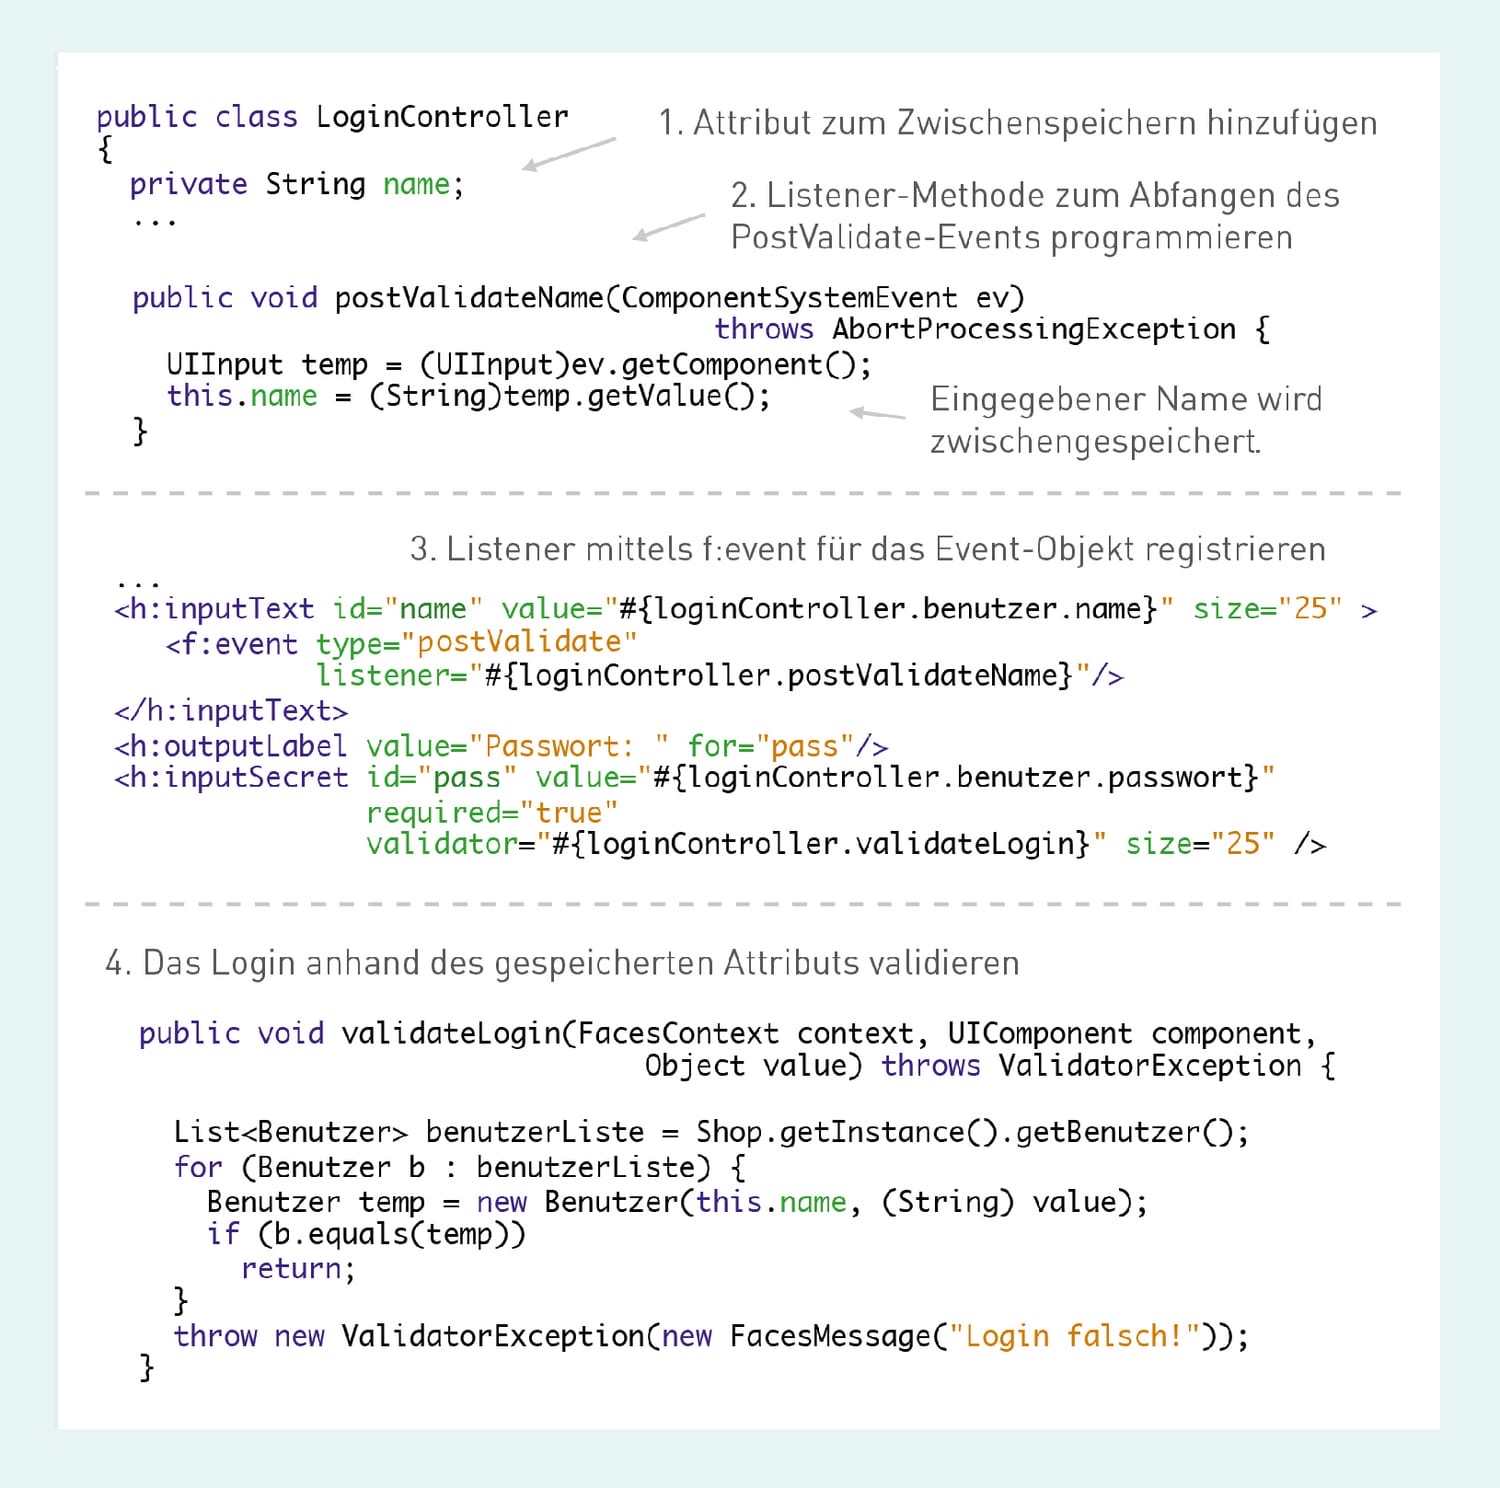 public class LoginController
{
1. Attribut zum Zwischenspeichern hinzufügen
private String name;
...
2. Listener-Methode zum Abfangen des
PostValidate-Events programmieren
public void postValidateName(ComponentSystemEvent ev)
throws AbortProcessingException {
UIInput temp = (UIInput)ev.getComponent();
this.name = (String)temp.getValue();
}
Eingegebener Name wird
zwischengespeichert.
3. Listener mittels f:event für das Event-Objekt registrieren
...
<h:inputText id="name" value="#{loginController.benutzer.name}" size="25" >
<f:event type="postValidate"
listener="#{loginController.postValidateName}"/>
</h:inputText>
<h:outputLabel value="Passwort: " for="pass"/>
<h:inputSecret id="pass" value="#{loginController.benutzer.passwort}"
required="true"
validator="#{loginController.validateLogin}" size="25" />
4. Das Login anhand des gespeicherten Attributs validieren
public void validateLogin(FacesContext context, UIComponent component,
Object value) throws ValidatorException {
List<Benutzer> benutzerListe = Shop.getInstance().getBenutzer();
for (Benutzer b : benutzerListe) {
Benutzer temp = new Benutzer(this.name, (String) value);
if (b.equals(temp))
return;
}
throw new ValidatorException(new FacesMessage("Login falsch!"));
}